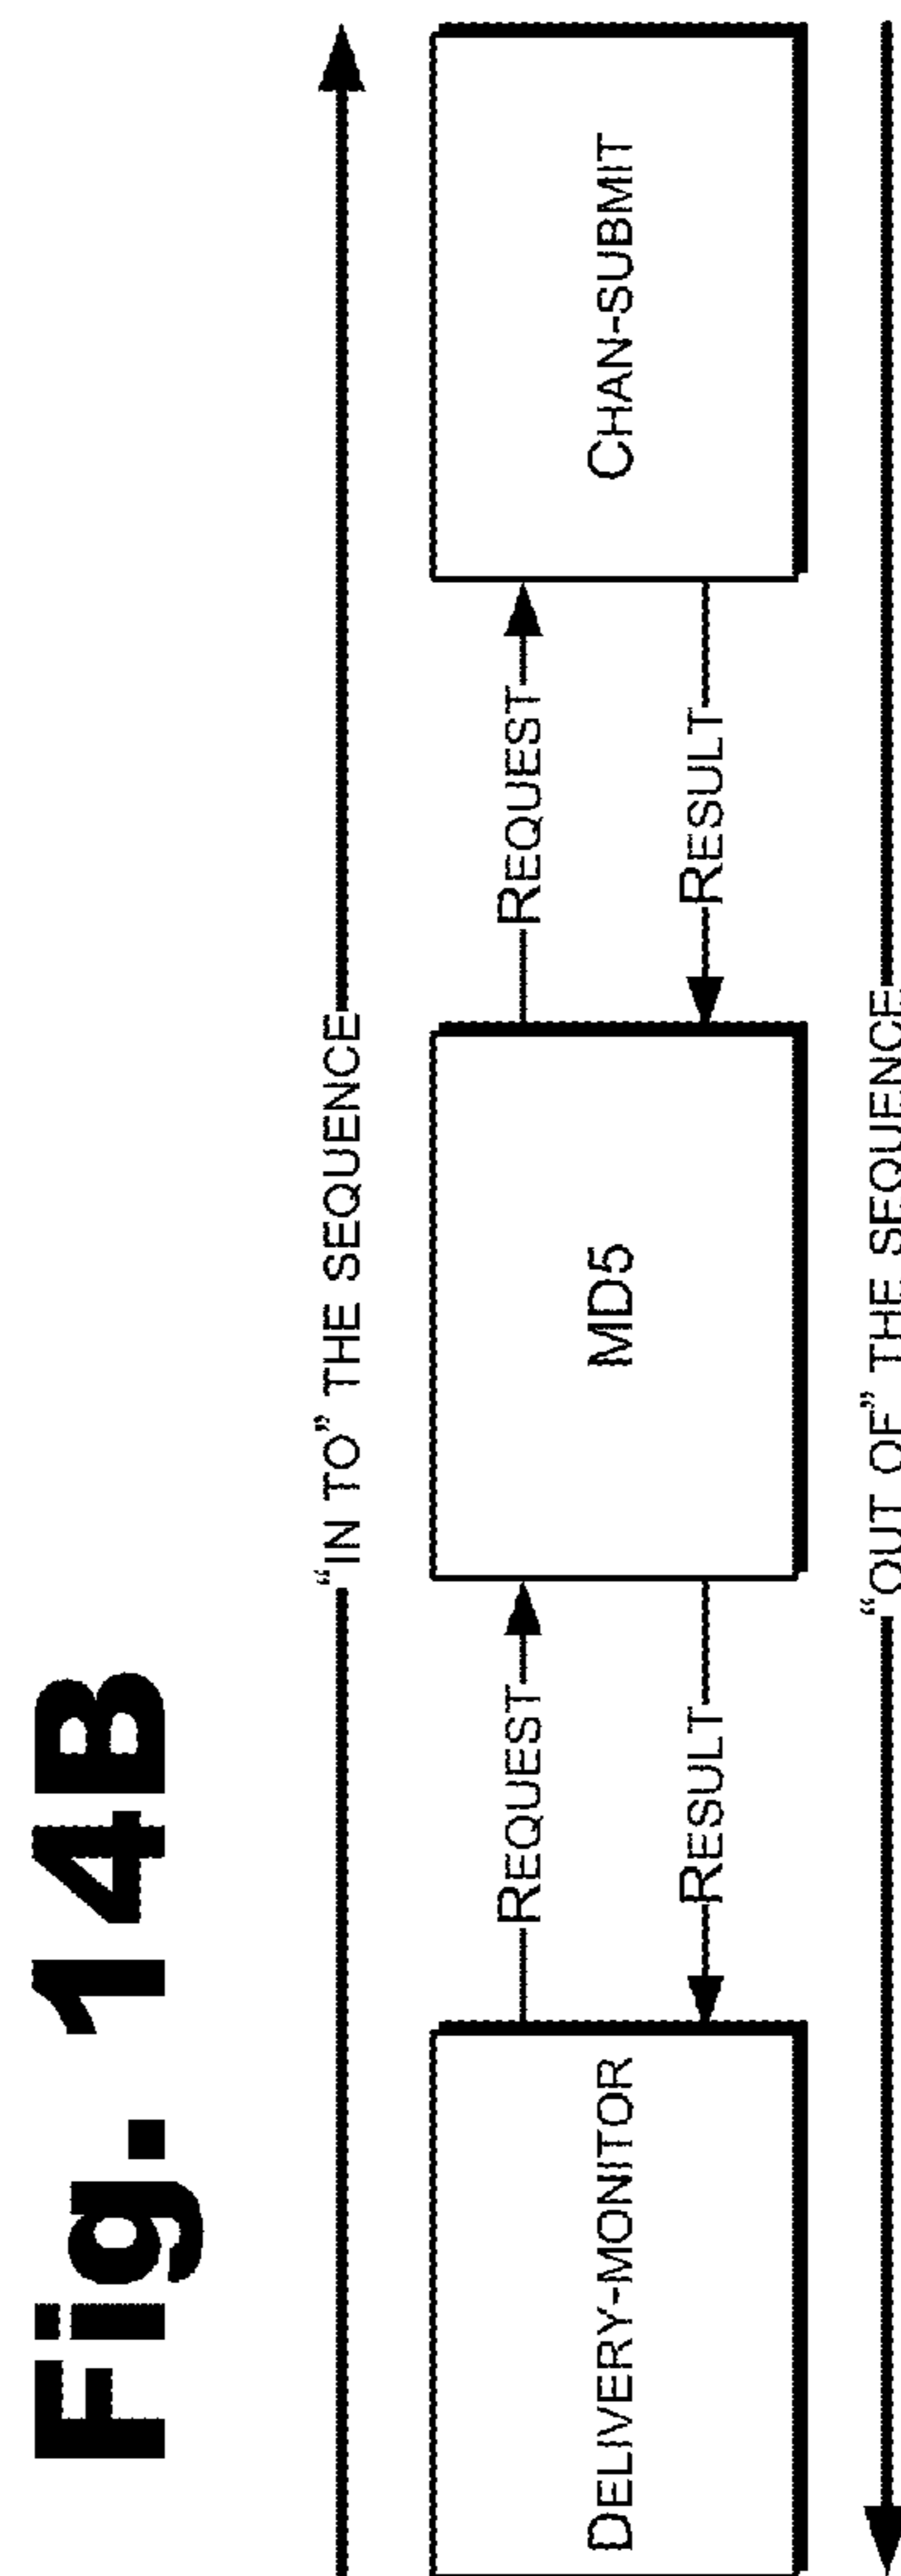 Fig. 14B
“IN TO” THE SEQUENCE
DELIVERY-MONITOR
REQUEST
RESULT
MD5
REQUEST
RESULT
CHAN-SUBMIT
“OUT OF” THE SEQUENCE